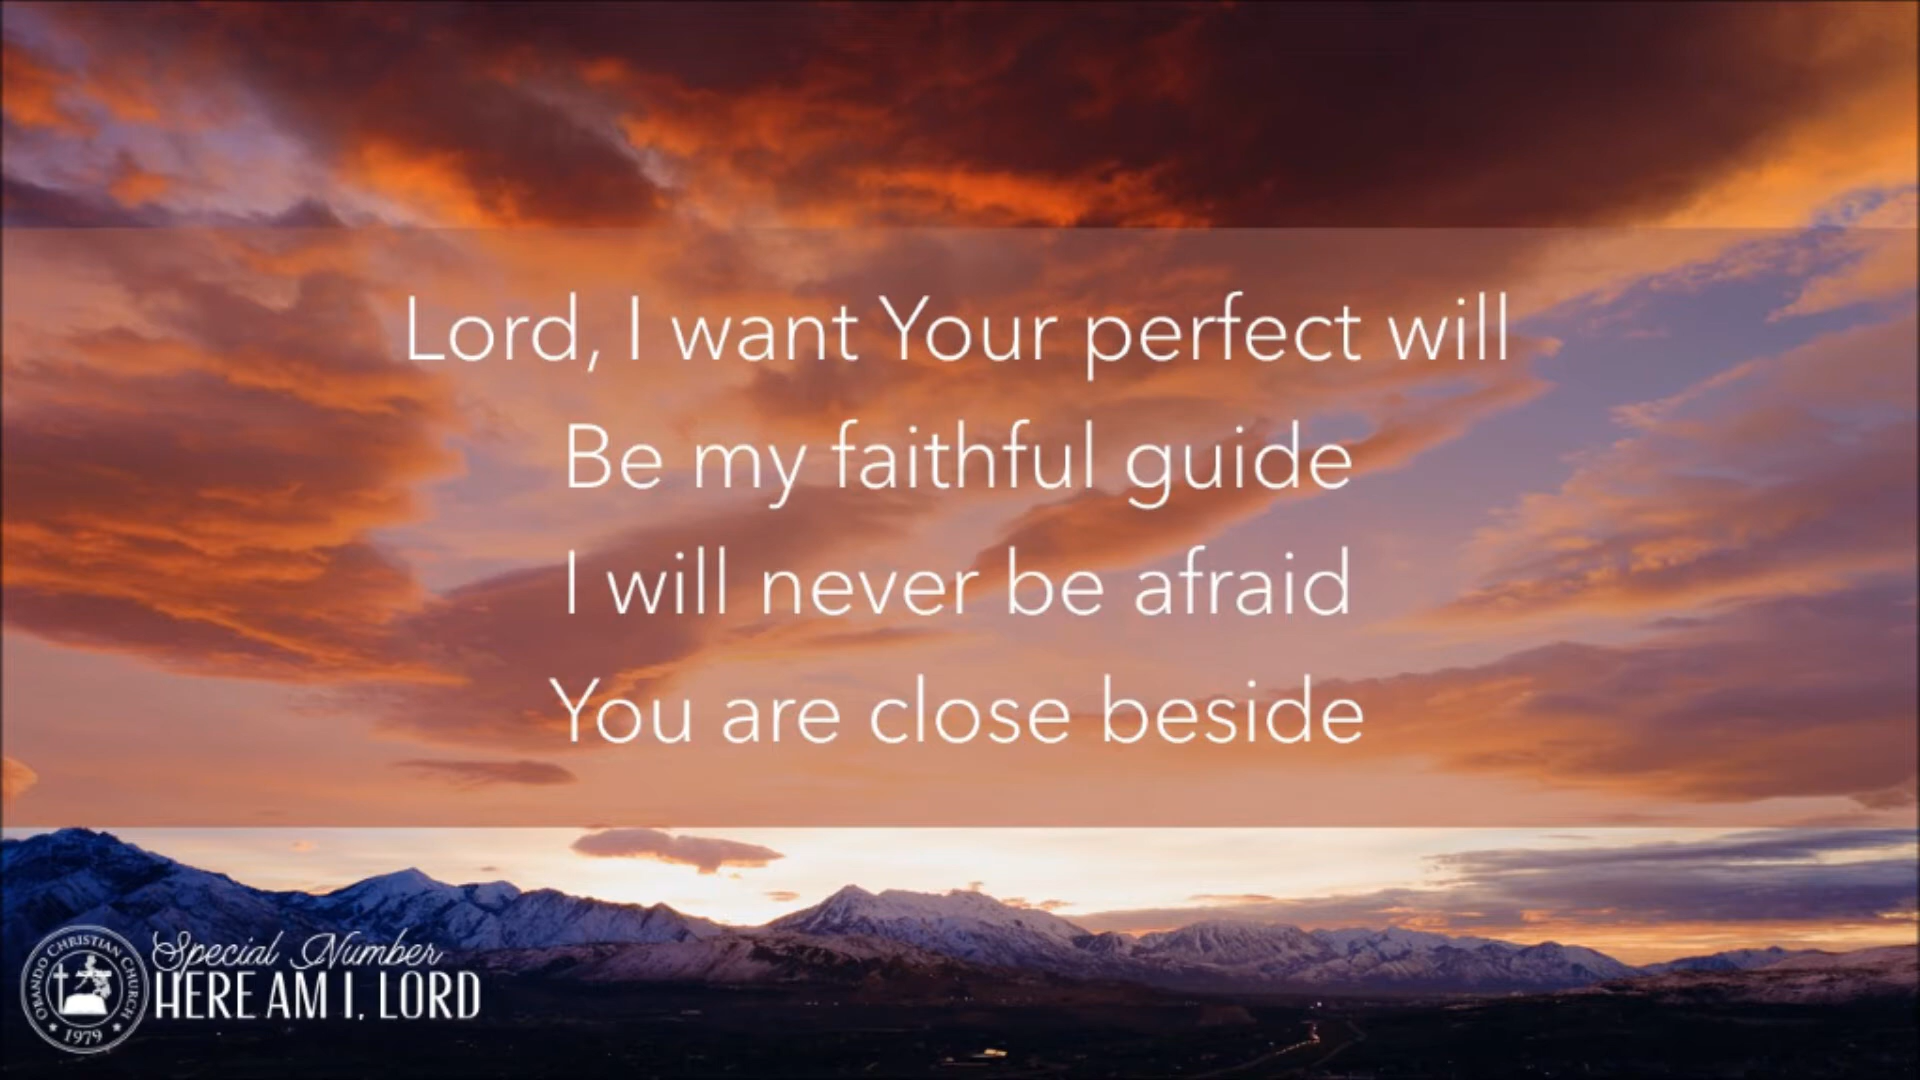 Lord, I want Your perfect will
Be my faithful guide
I will never be afraid
You are close beside
Special Number
HERE AM I, LORD
OBANDO CHRISTIAN CHURCH
1979